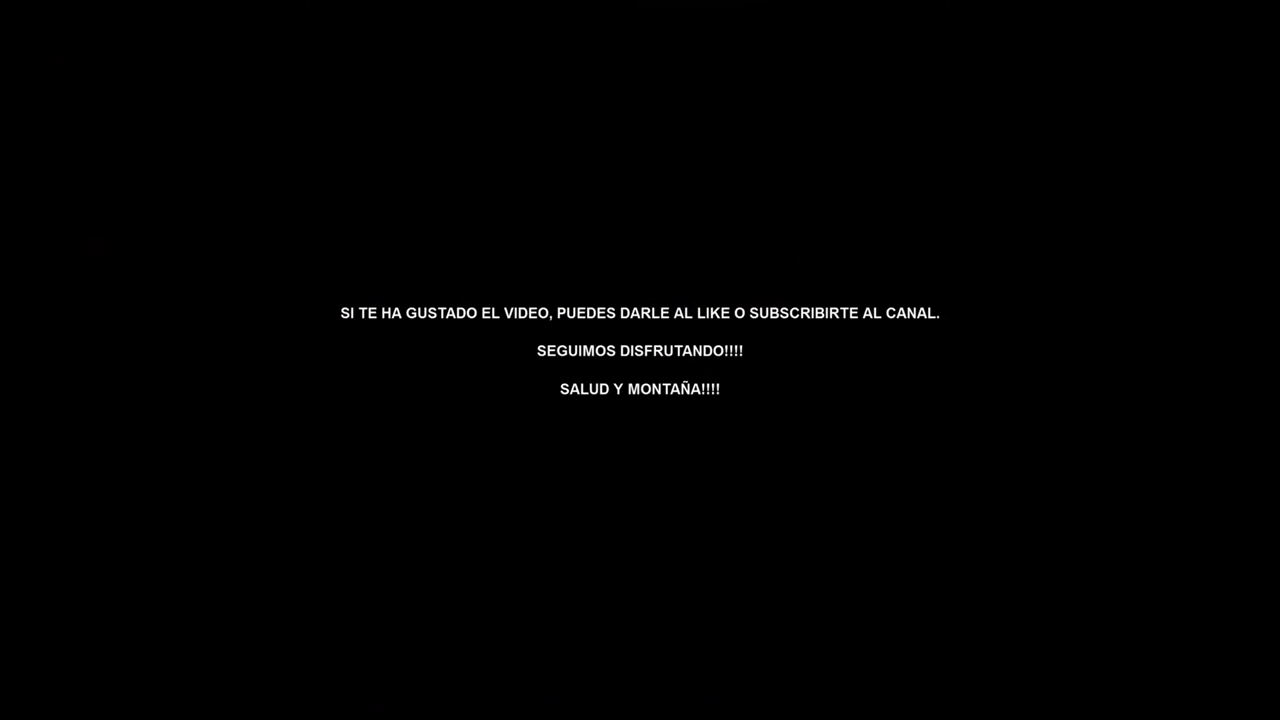 SI TE HA GUSTADO EL VIDEO, PUEDES DARLE AL LIKE O SUBSCRIBIRTE AL CANAL.
SEGUIMOS DISFRUTANDO!!!!
SALUD Y MONTAÑA!!!!